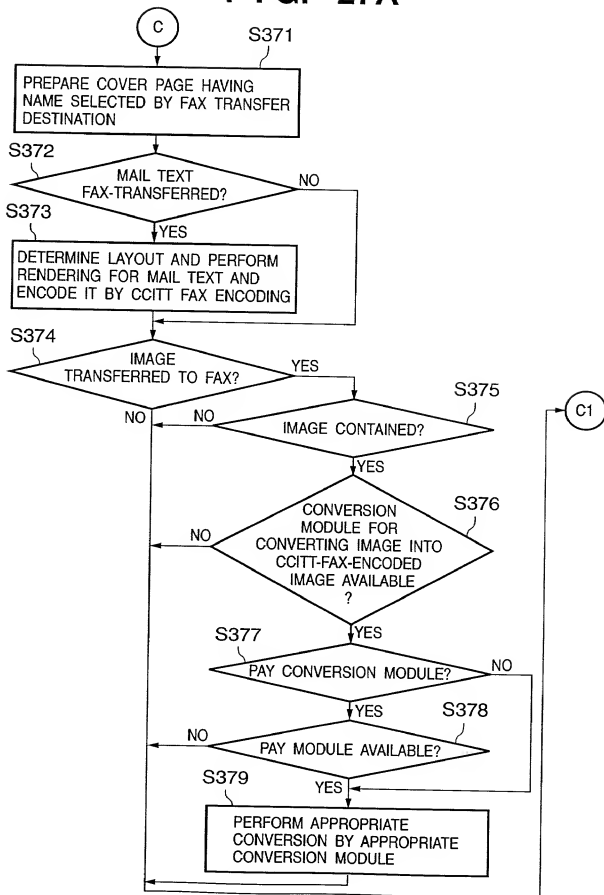 FIG. 27A
C
S371
PREPARE COVER PAGE HAVING
NAME SELECTED BY FAX TRANSFER
DESTINATION
S372
MAIL TEXT
FAX-TRANSFERRED?
NO
YES
S373
DETERMINE LAYOUT AND PERFORM
RENDERING FOR MAIL TEXT AND
ENCODE IT BY CCITT FAX ENCODING
S374
IMAGE
TRANSFERRED TO FAX?
YES
NO
S375
NO
IMAGE CONTAINED?
C1
YES
S376
CONVERSION
MODULE FOR
CONVERTING IMAGE INTO
CCITT-FAX-ENCODED
IMAGE AVAILABLE
?
NO
YES
S377
PAY CONVERSION MODULE?
NO
YES
S378
NO
PAY MODULE AVAILABLE?
YES
S379
PERFORM APPROPRIATE
CONVERSION BY APPROPRIATE
CONVERSION MODULE